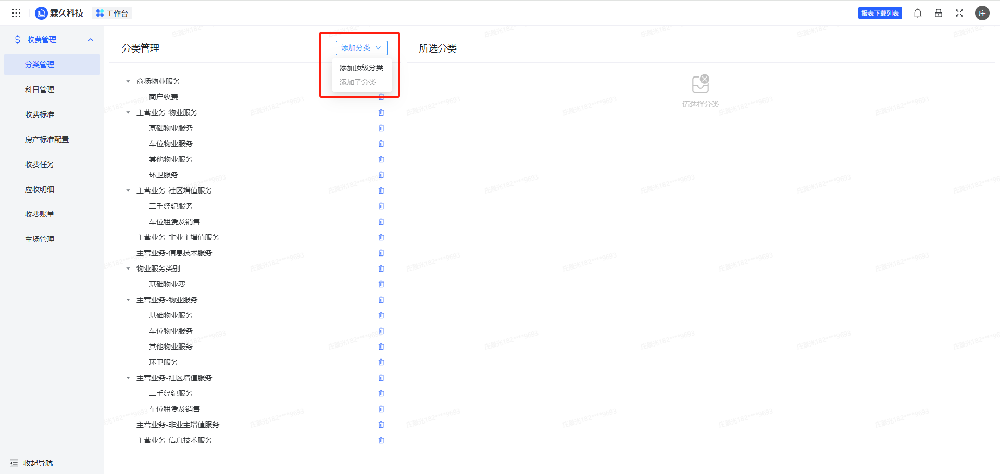 霖久科技
工作台
报表下载列表
庄
收费管理
分类管理
科目管理
收费标准
房产标准配置
收费任务
应收明细
收费账单
车场管理
收起导航
分类管理
添加分类
添加顶级分类
添加子分类
商场物业服务
商户收费
主营业务-物业服务
基础物业服务
车位物业服务
其他物业服务
环卫服务
主营业务-社区增值服务
二手经纪服务
车位租赁及销售
主营业务-非业主增值服务
主营业务-信息技术服务
物业服务类别
基础物业费
主营业务-物业服务
基础物业服务
车位物业服务
其他物业服务
环卫服务
主营业务-社区增值服务
二手经纪服务
车位租赁及销售
主营业务-非业主增值服务
主营业务-信息技术服务
所选分类
请选择分类
庄晨光182****9693